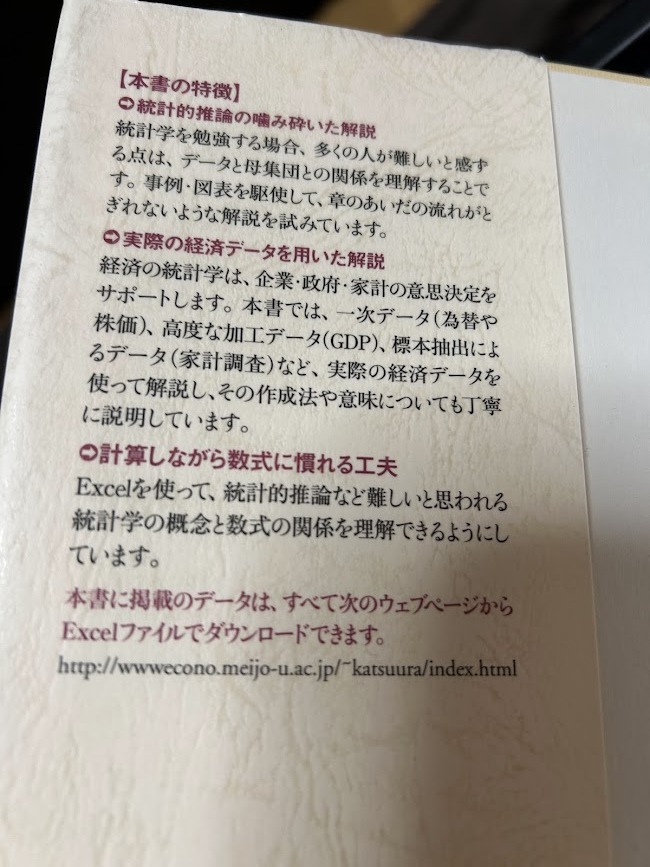 【本書の特徴】
➲統計的推論の噛み砕いた解説
統計学を勉強する場合、多くの人が難しいと感ず
る点は、データと母集団との関係を理解することで
す。事例・図表を駆使して、章のあいだの流れがと
ぎれないような解説を試みています。
➲実際の経済データを用いた解説
経済の統計学は、企業・政府・家計の意思決定を
サポートします。本書では、一次データ(為替や
株価)、高度な加工データ(GDP)、標本抽出によ
るデータ(家計調査)など、実際の経済データを
使って解説し、その作成法や意味についても丁寧
に説明しています。
➲計算しながら数式に慣れる工夫
Excelを使って、統計的推論など難しいと思われる
統計学の概念と数式の関係を理解できるようにし
ています。
本書に掲載のデータは、すべて次のウェブページから
Excelファイルでダウンロードできます。
http://wwwecono.meijo-u.ac.jp/~katsuura/index.html